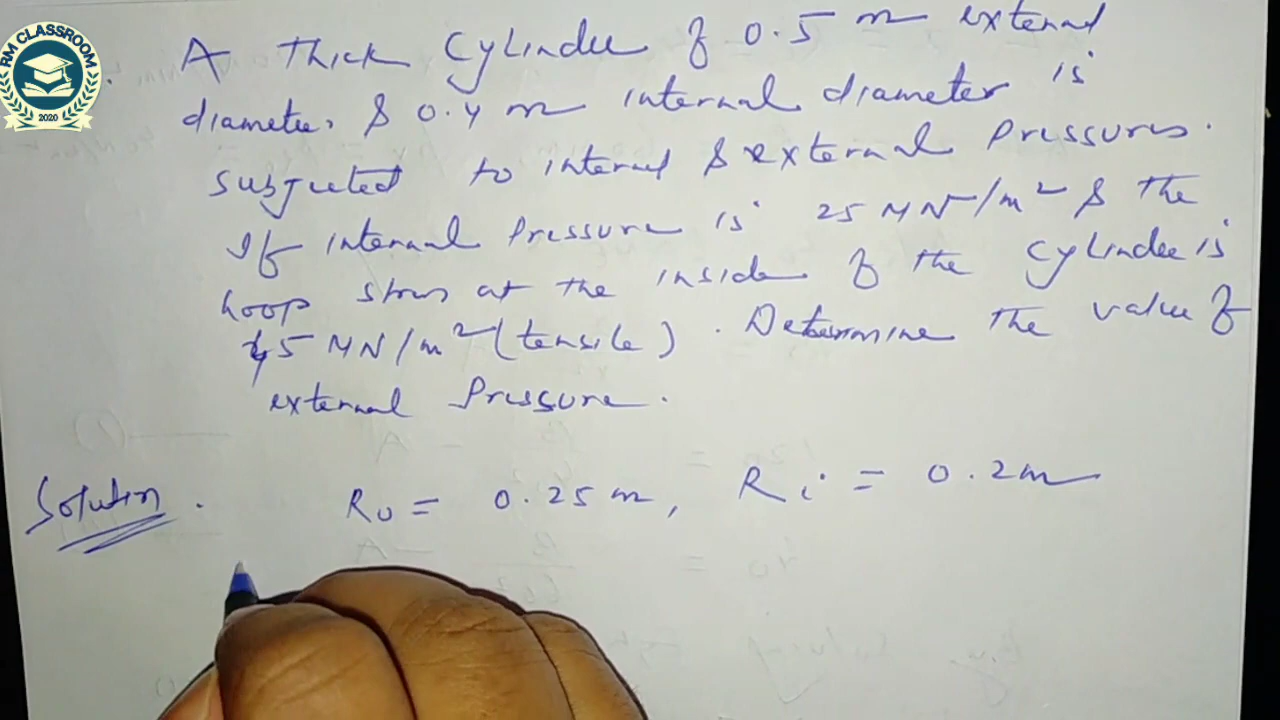 RM CLASSROOM
2020
A thick cylinder of 0.5 m external
diameter & 0.4 m internal diameter is
subjected to internal & external pressures.
If internal pressure is 25 MN/m² & the
hoop stress at the inside of the cylinder is
45 MN/m² (tensile). Determine the value of
external pressure.
Solution. Ro = 0.25 m, Ri = 0.2m